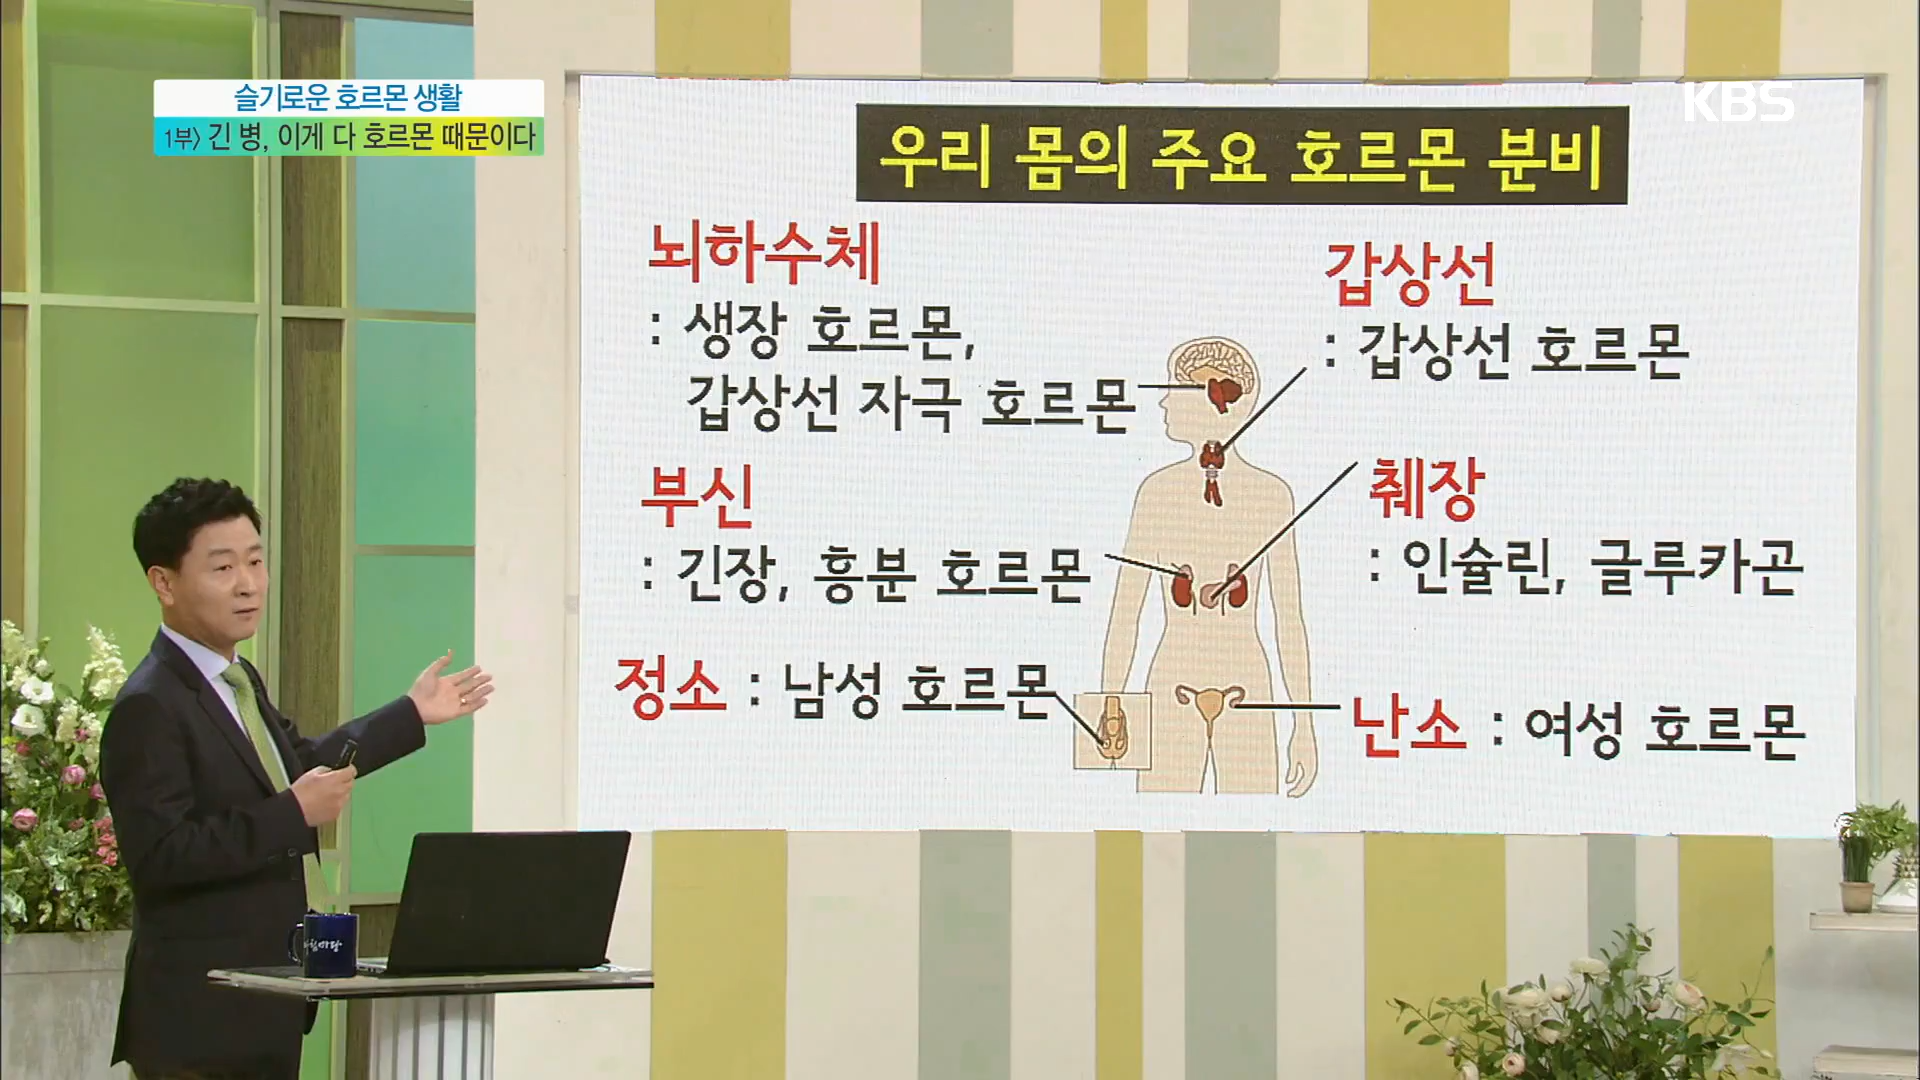 슬기로운 호르몬 생활
1부> 긴 병, 이게 다 호르몬 때문이다
KBS
우리 몸의 주요 호르몬 분비
뇌하수체
: 생장 호르몬,
갑상선 자극 호르몬
갑상선
: 갑상선 호르몬
부신
: 긴장, 흥분 호르몬
췌장
: 인슐린, 글루카곤
정소 : 남성 호르몬
난소 : 여성 호르몬